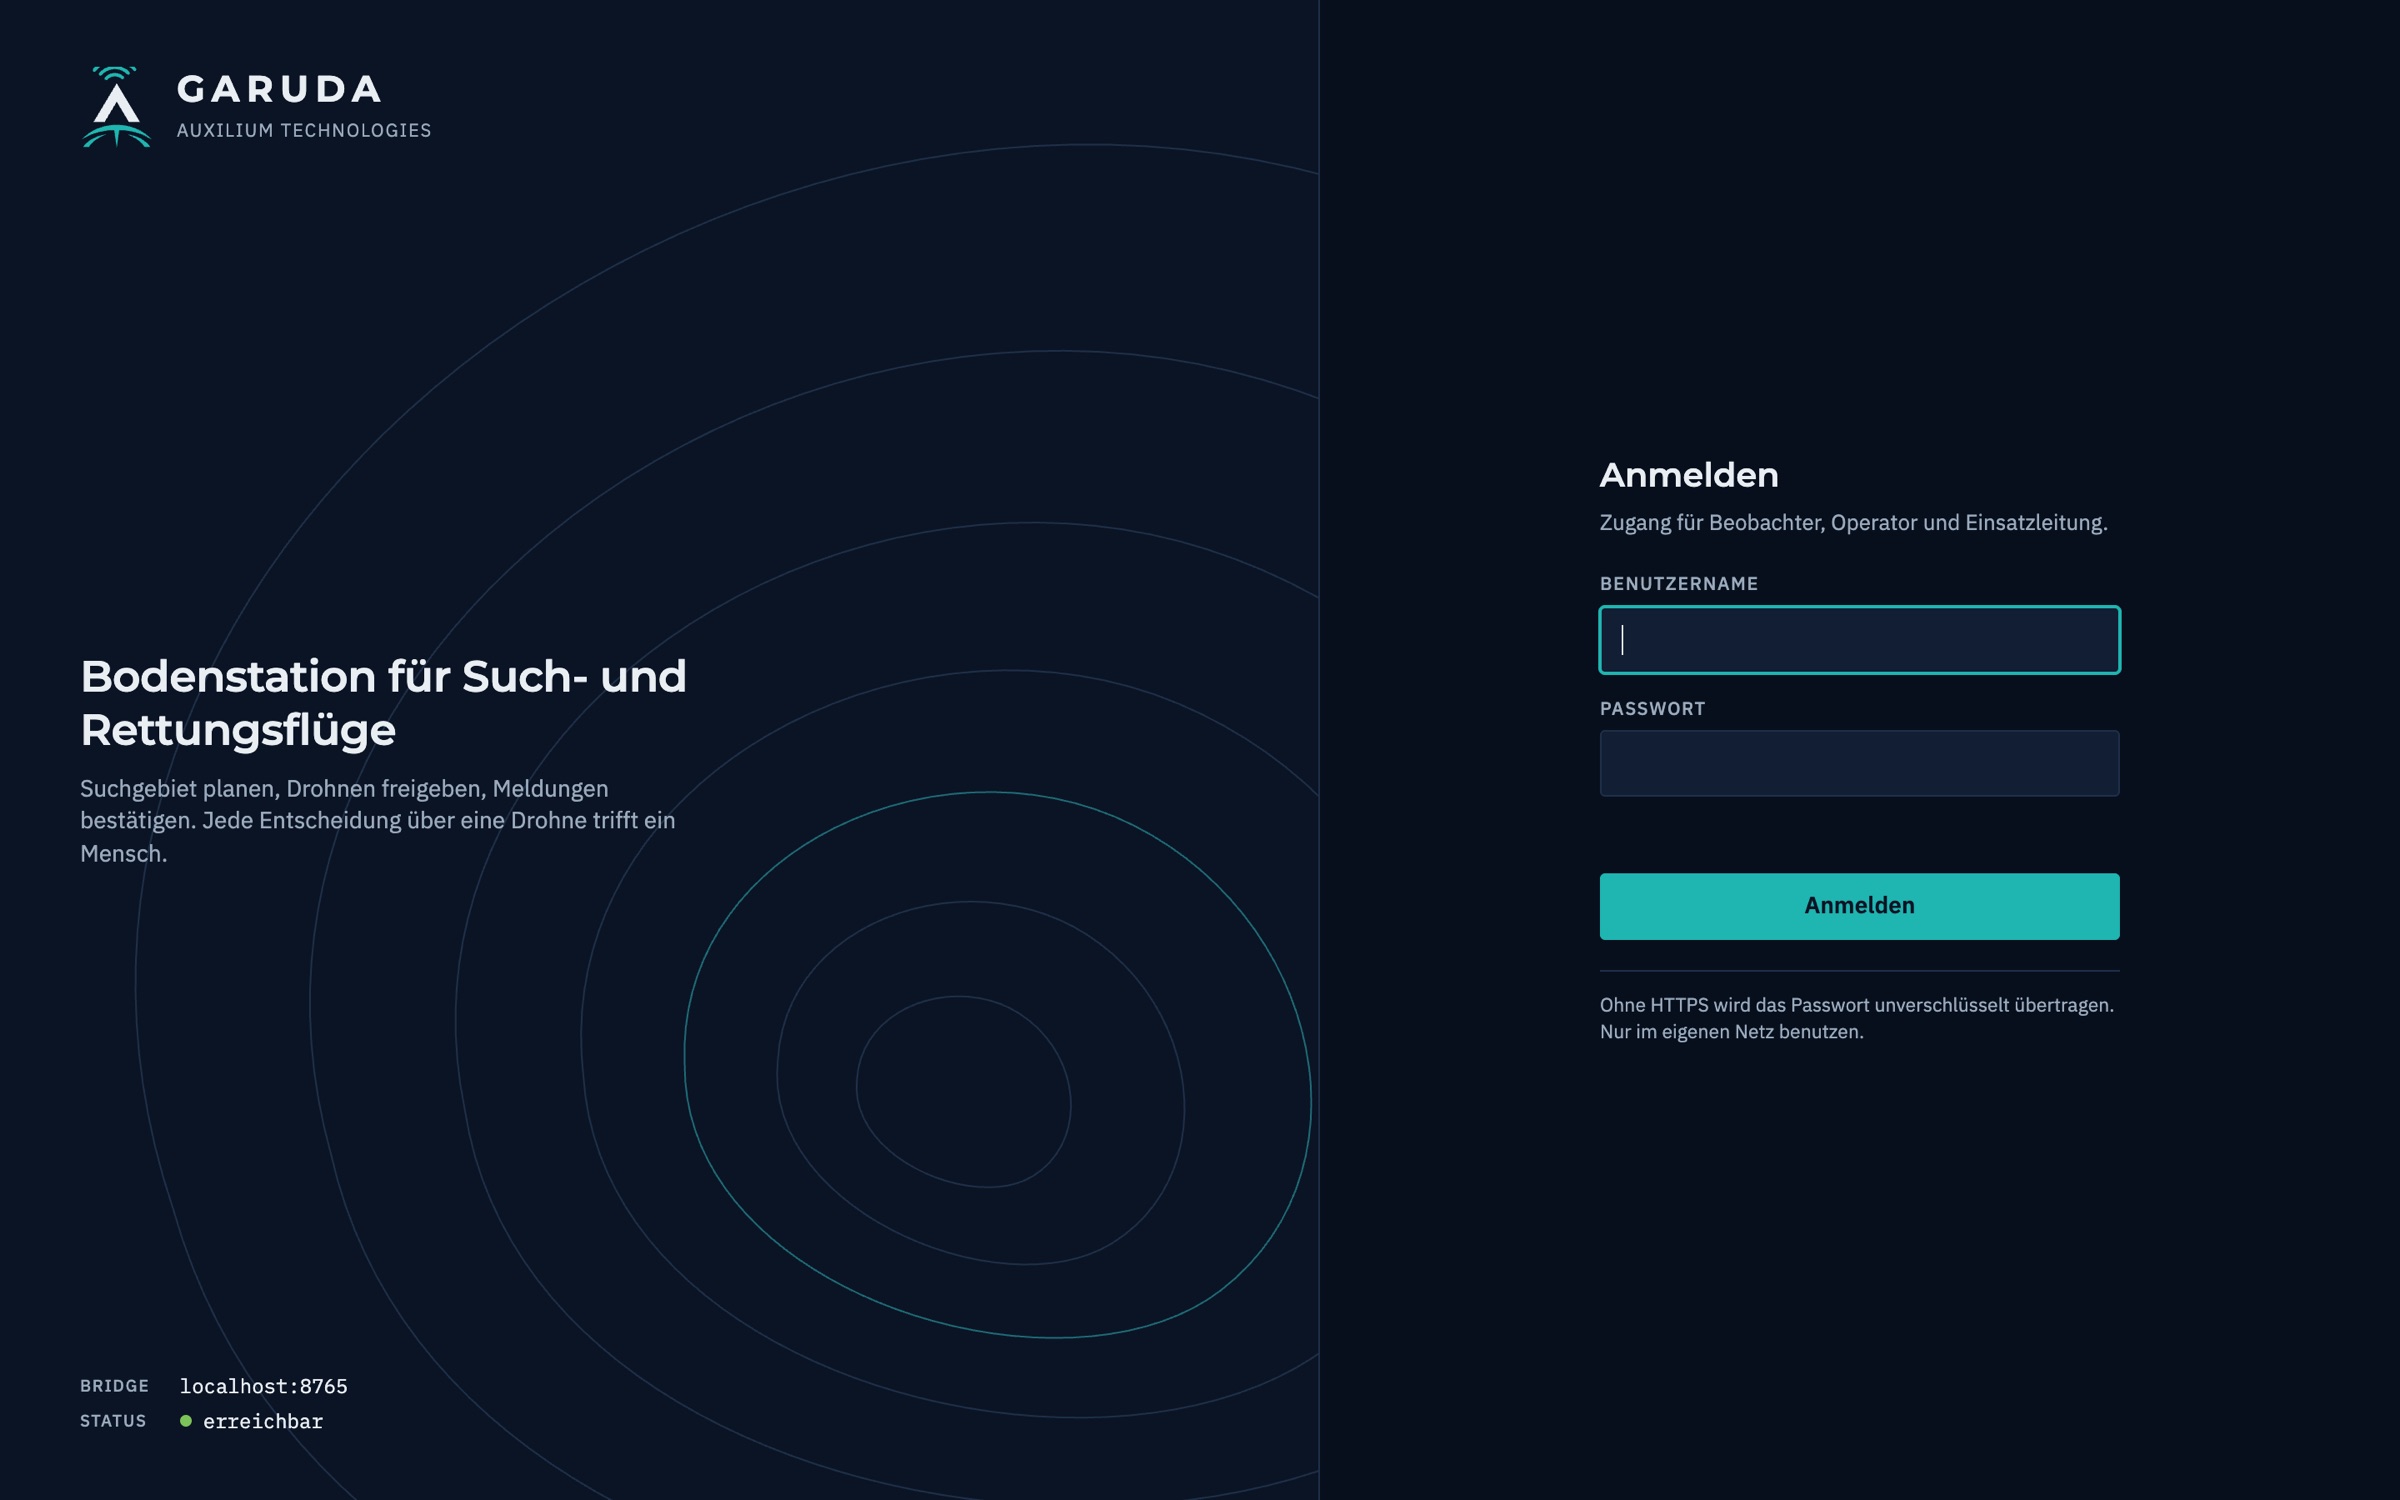 GARUDA
AUXILIUM TECHNOLOGIES
Bodenstation für Such- und
Rettungsflüge
Suchgebiet planen, Drohnen freigeben, Meldungen
bestätigen. Jede Entscheidung über eine Drohne trifft ein
Mensch.
BRIDGE localhost:8765
STATUS erreichbar
Anmelden
Zugang für Beobachter, Operator und Einsatzleitung.
BENUTZERNAME
PASSWORT
Anmelden
Ohne HTTPS wird das Passwort unverschlüsselt übertragen.
Nur im eigenen Netz benutzen.